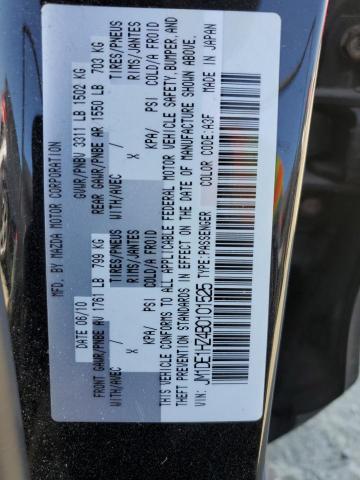 MFD. BY MAZDA MOTOR CORPORATION
DATE 06/10 GVWR/PNBV 3311 LB 1502 KG
FRONT GAWR/PNBE AV 1761 LB 799 KG REAR GAWR/PNBE AR 1550 LB 703 KG
WITH/AVEC TIRES/PNEUS WITH/AVEC TIRES/PNEUS
X RIMS/JANTES X RIMS/JANTES
KPA/ PSI COLD/A FROID KPA/ PSI COLD/A FROID
THIS VEHICLE CONFORMS TO ALL APPLICABLE FEDERAL MOTOR VEHICLE SAFETY, BUMPER, AND
THEFT PREVENTION STANDARDS IN EFFECT ON THE DATE OF MANUFACTURE SHOWN ABOVE.
VIN: JM1DE1HZ4B0101525 TYPE: PASSENGER COLOR CODE: A3F MADE IN JAPAN